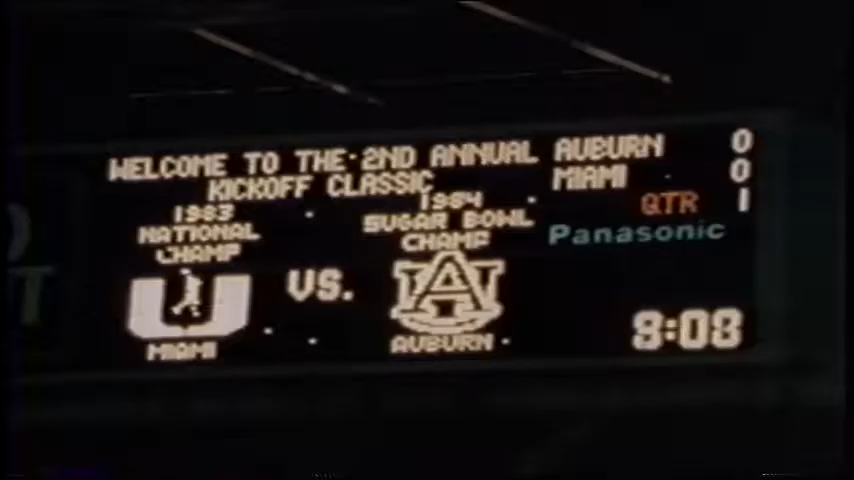 WELCOME TO THE 2ND ANNUAL
KICKOFF CLASSIC
1983
NATIONAL
CHAMP
U
MIAMI
VS.
1984
SUGAR BOWL
CHAMP
AU
AUBURN
AUBURN 0
MIAMI 0
QTR 1
Panasonic
9:08